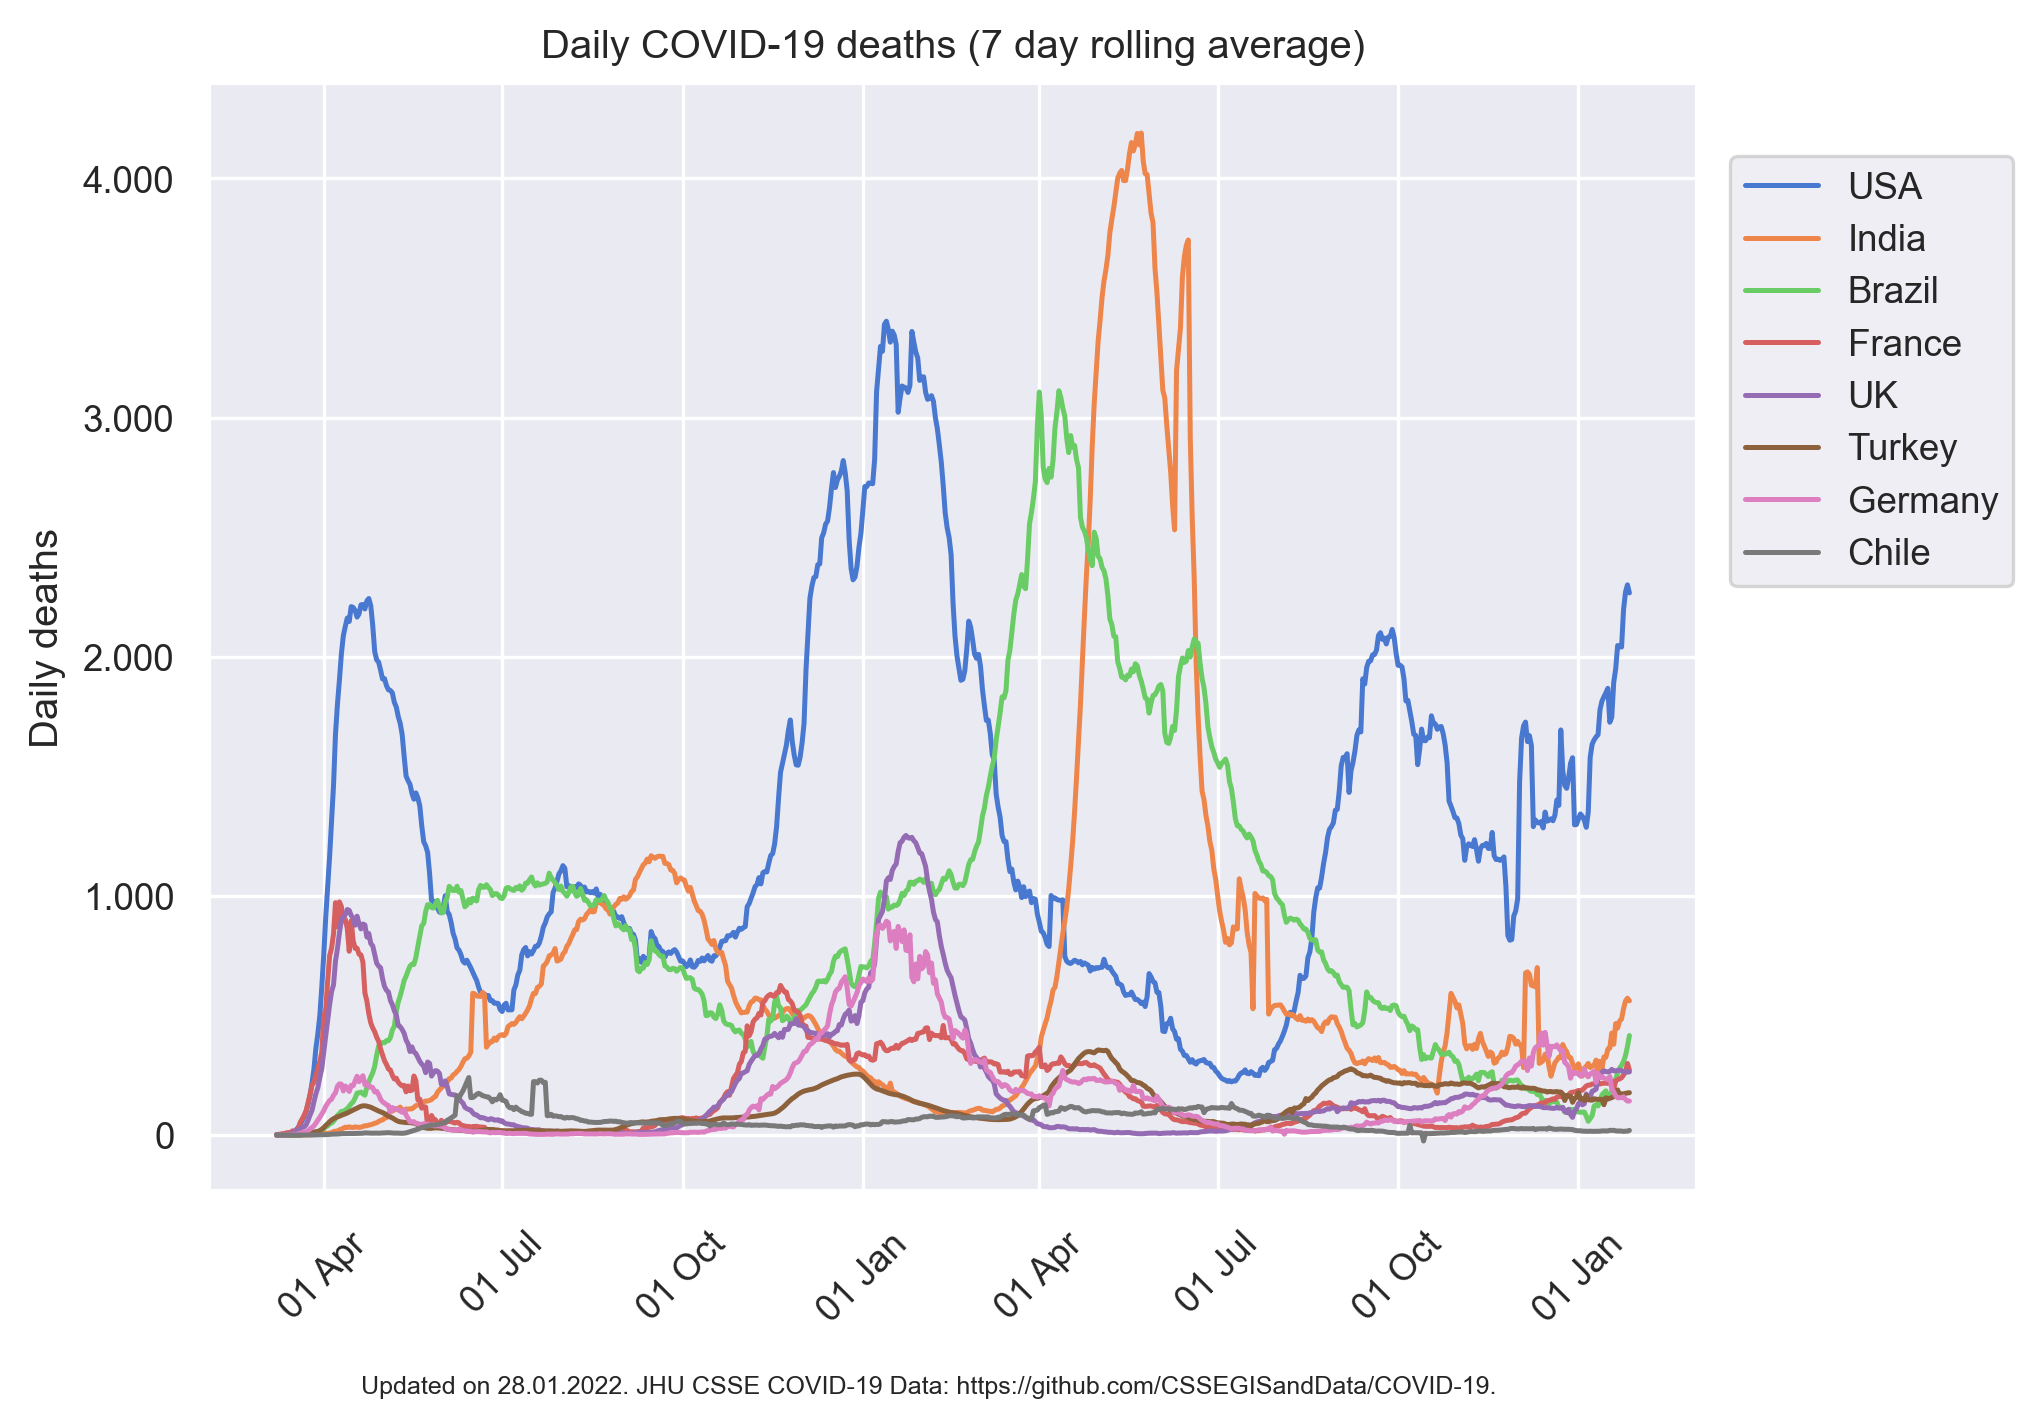 Daily COVID-19 deaths (7 day rolling average)
Daily deaths
4.000
3.000
2.000
1.000
0
01 Apr
01 Jul
01 Oct
01 Jan
01 Apr
01 Jul
01 Oct
01 Jan
USA
India
Brazil
France
UK
Turkey
Germany
Chile
Updated on 28.01.2022. JHU CSSE COVID-19 Data: https://github.com/CSSEGISandData/COVID-19.